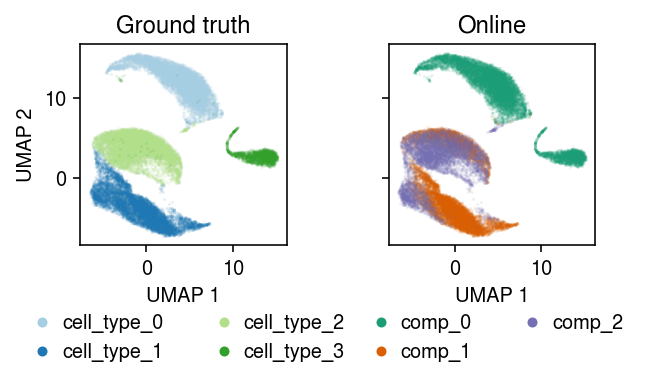 Ground truth
Online
UMAP 2
10
0
0
10
0
10
UMAP 1
UMAP 1
cell_type_0
cell_type_2
comp_0
comp_2
cell_type_1
cell_type_3
comp_1